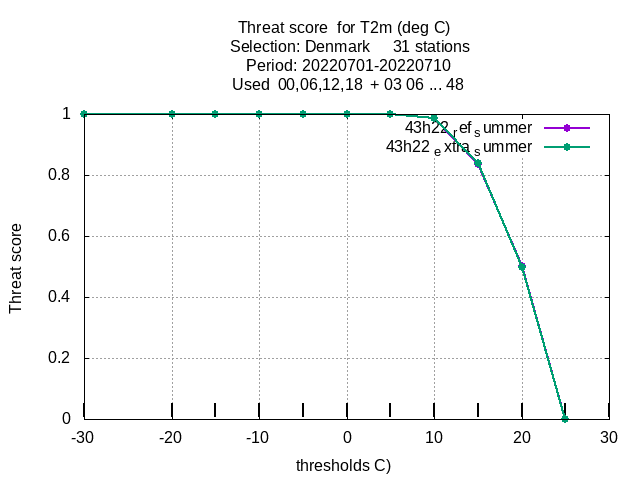 Threat score for T2m (deg C)
Selection: Denmark 31 stations
Period: 20220701-20220710
Used 00,06,12,18 + 03 06 ... 48
43h22_ref_summer
43h22_extra_summer
1
0.8
0.6
0.4
0.2
0
Threat score
-30 -20 -10 0 10 20 30
thresholds C)